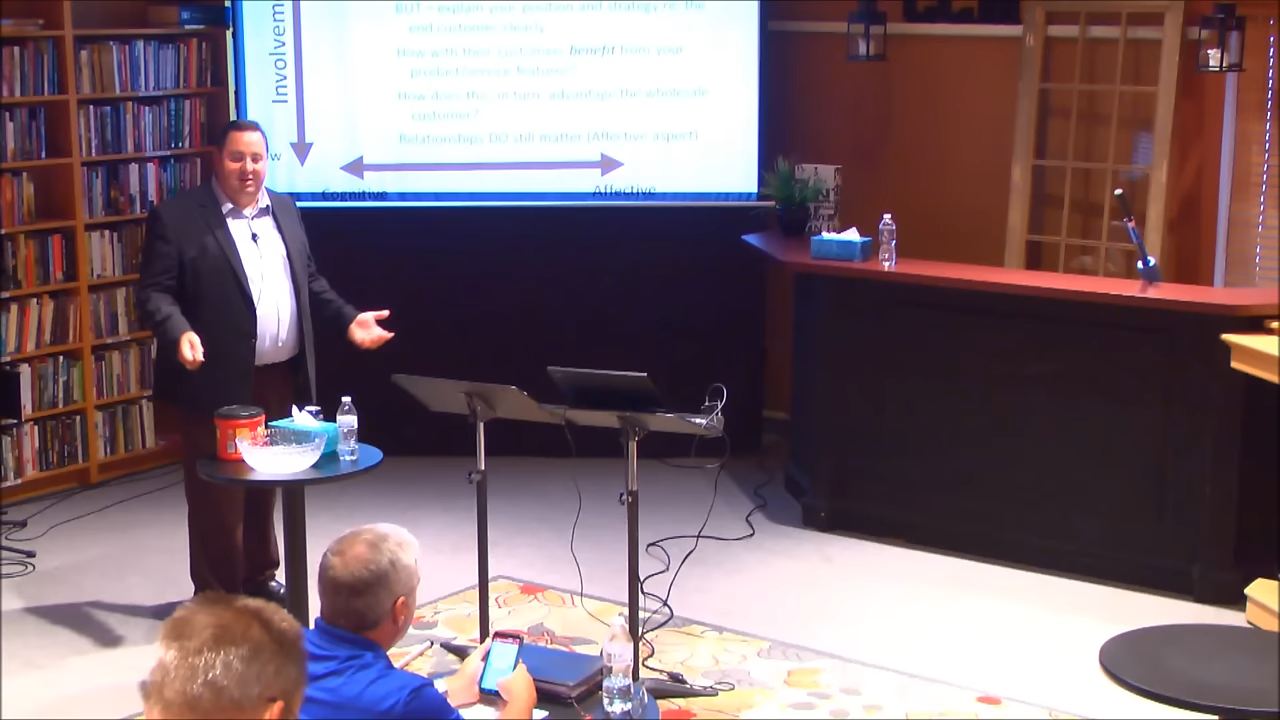 BUT – explain your position and strategy re: the
end customer clearly
How with their customers benefit from your
product/service features?
How does this in turn, advantage the wholesale
customer?
Relationships DO still matter (Affective aspect)
Involvem
w
Cognitive
Affective